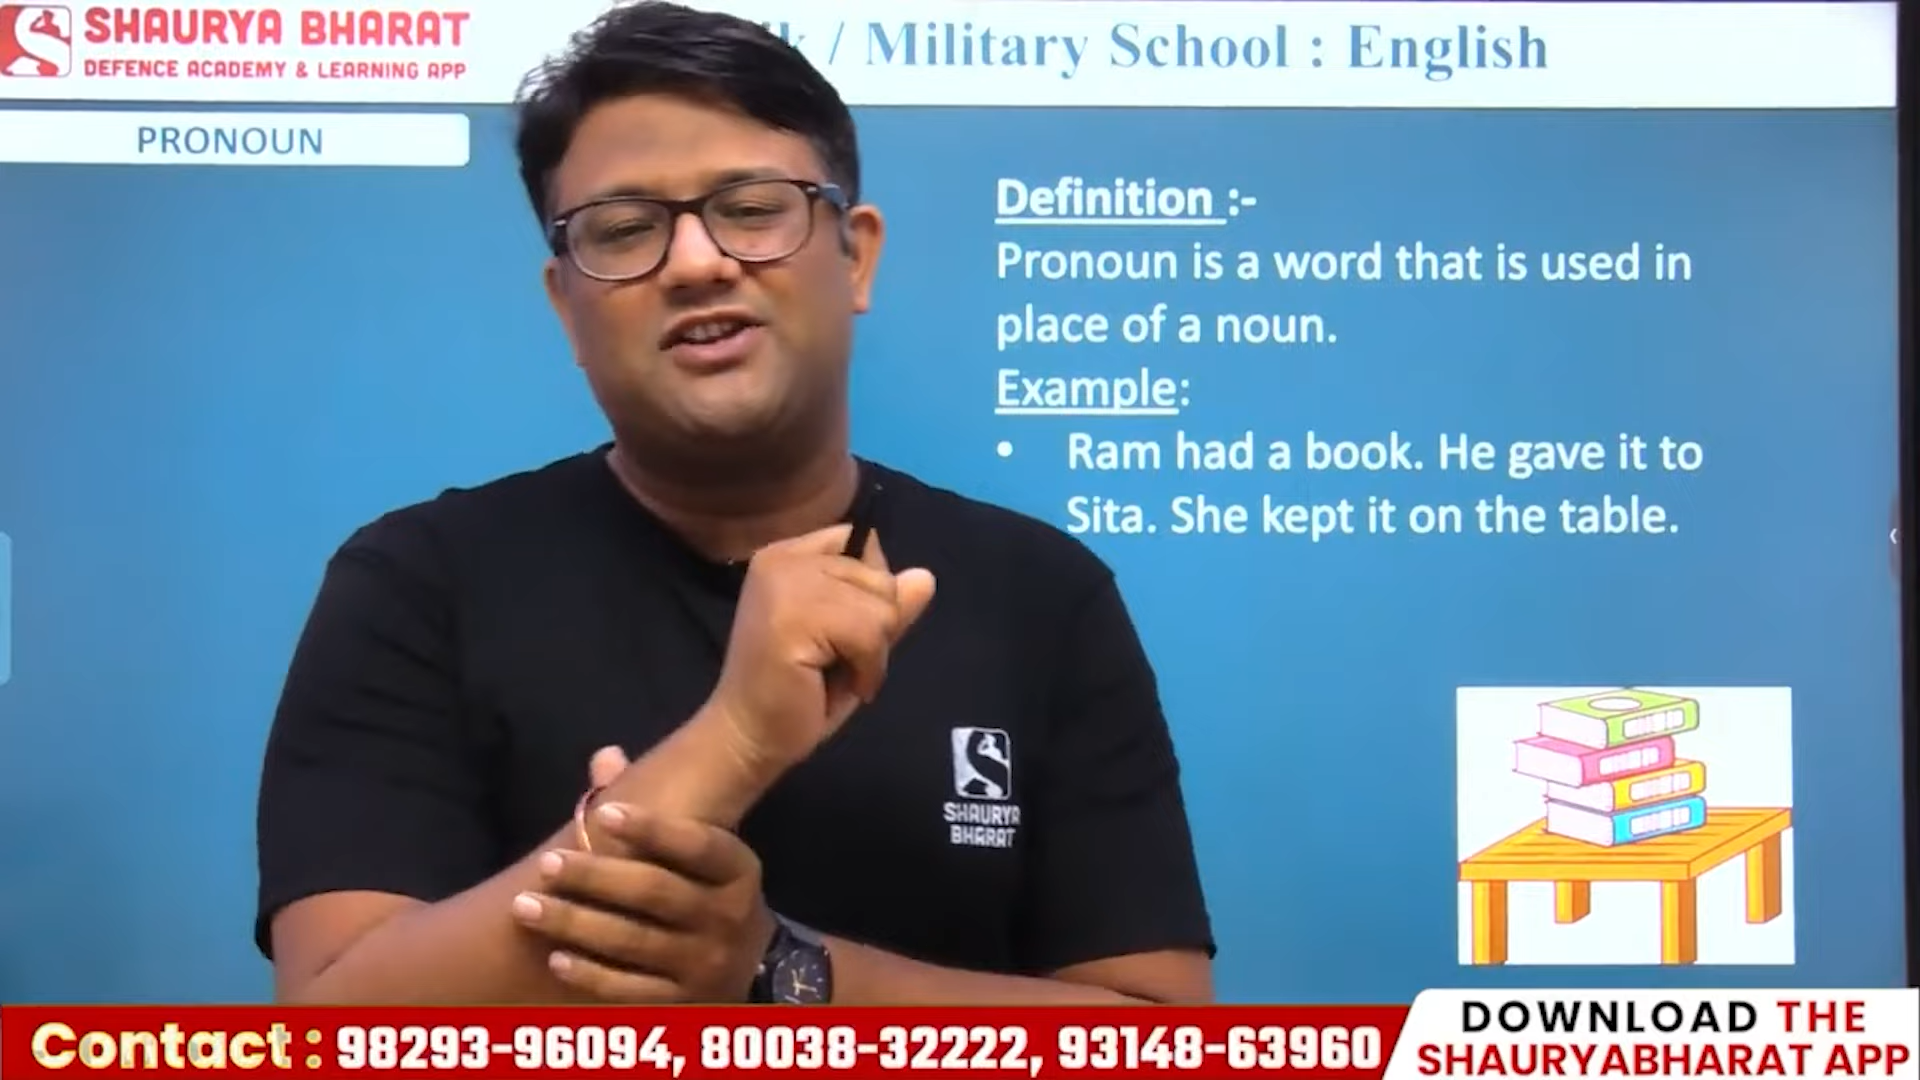 SHAURYA BHARAT
DEFENCE ACADEMY & LEARNING APP
/ Military School : English
PRONOUN
Definition :-
Pronoun is a word that is used in
place of a noun.
Example:
• Ram had a book. He gave it to
Sita. She kept it on the table.
SHAURYA
BHARAT
Contact : 98293-96094, 80038-32222, 93148-63960
DOWNLOAD THE
SHAURYABHARAT APP